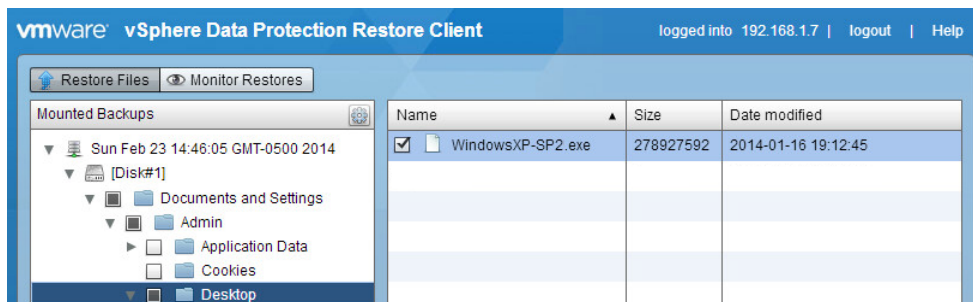 vmware vSphere Data Protection Restore Client
logged into 192.168.1.7 | logout | Help
Restore Files
Monitor Restores
Mounted Backups
Name
Size
Date modified
Sun Feb 23 14:46:05 GMT-0500 2014
WindowsXP-SP2.exe
278927592
2014-01-16 19:12:45
[Disk#1]
Documents and Settings
Admin
Application Data
Cookies
Desktop